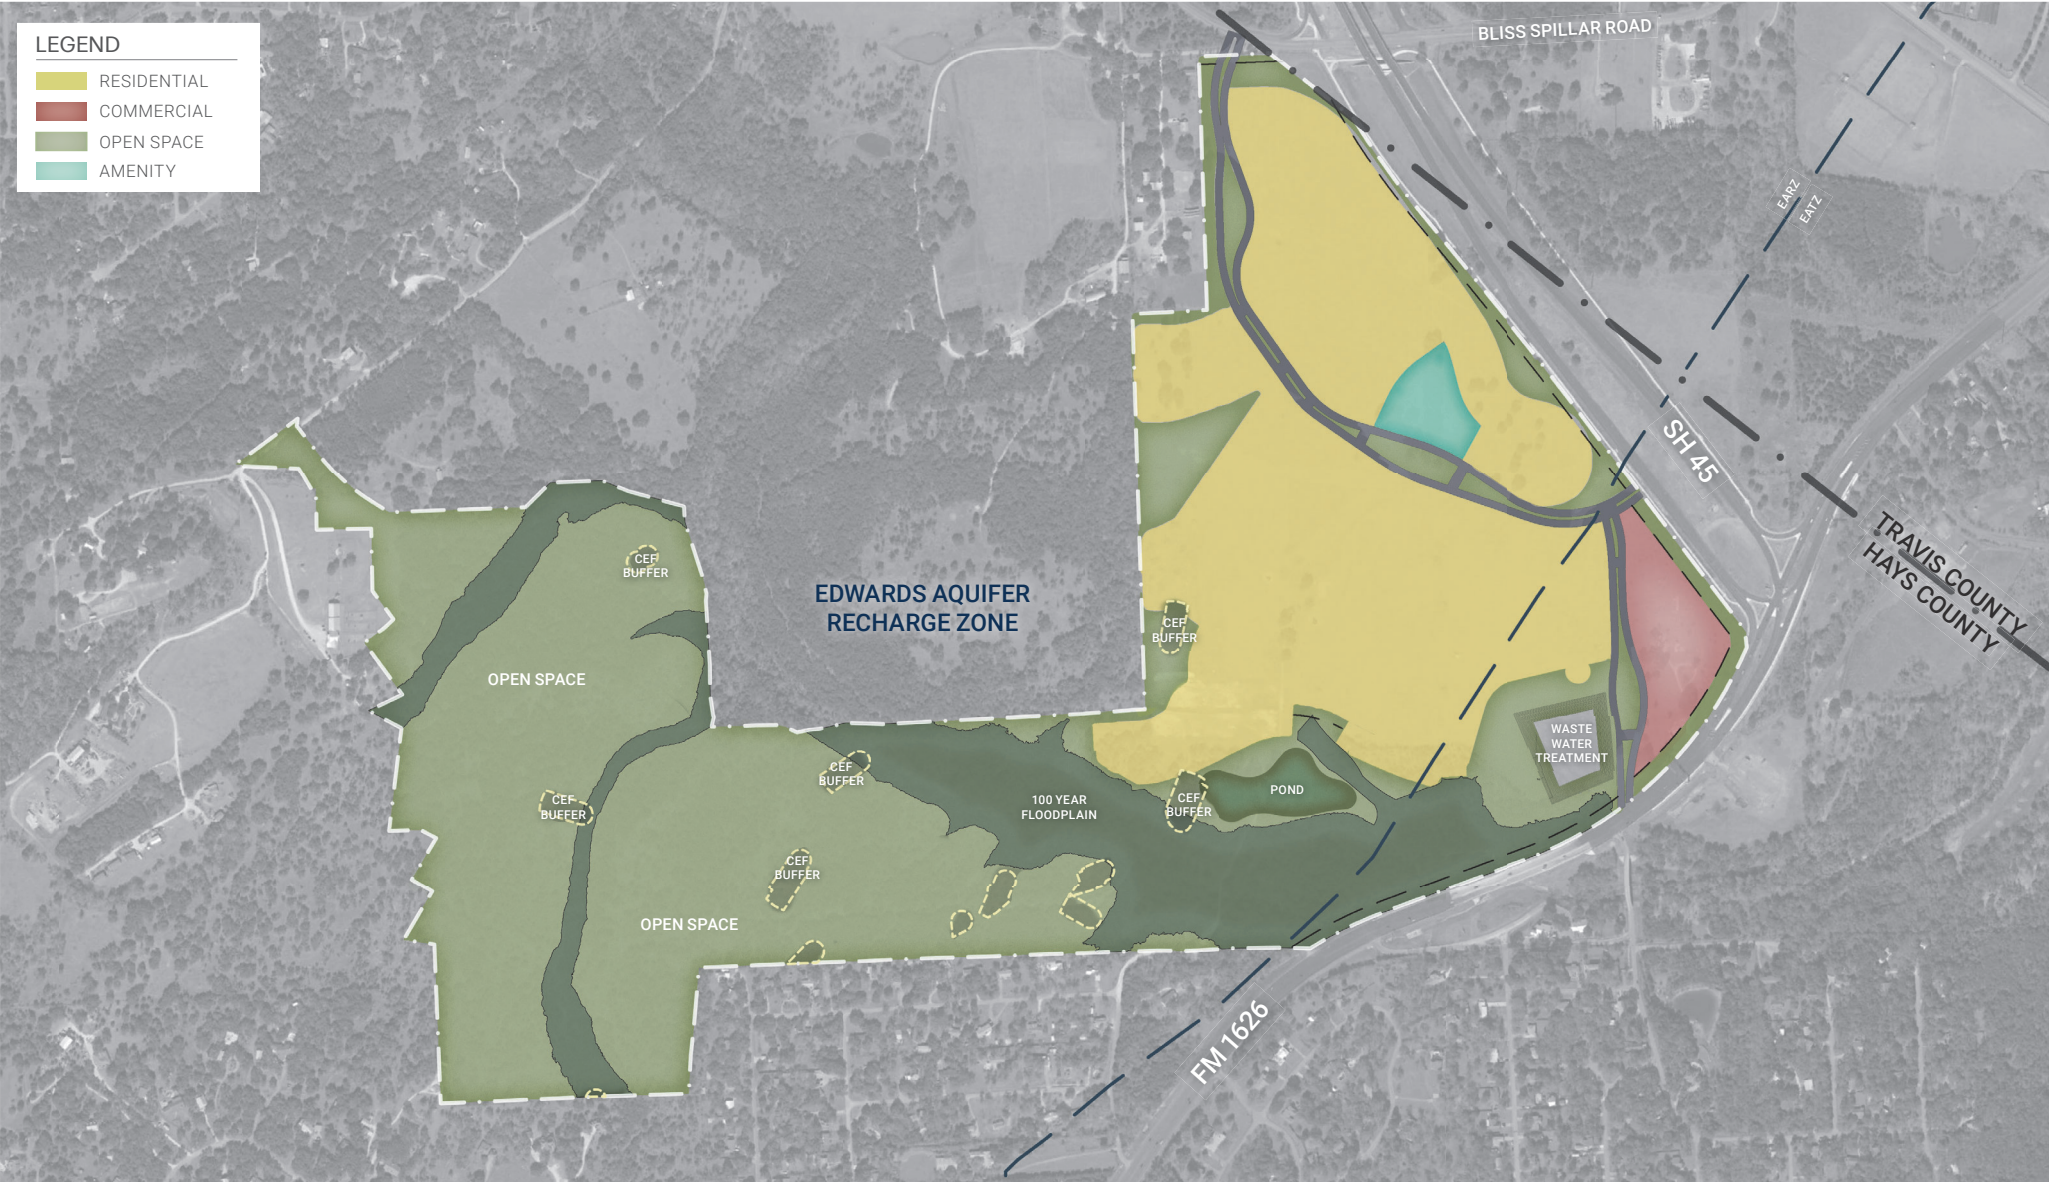 LEGEND
RESIDENTIAL
COMMERCIAL
OPEN SPACE
AMENITY
BLISS SPILLAR ROAD
EARZ
EATZ
SH 45
TRAVIS COUNTY
HAYS COUNTY
EDWARDS AQUIFER
RECHARGE ZONE
CEF
BUFFER
CEF
BUFFER
OPEN SPACE
WASTE
WATER
TREATMENT
CEF
BUFFER
POND
CEF
BUFFER
100 YEAR
FLOODPLAIN
CEF
BUFFER
CEF
BUFFER
OPEN SPACE
FM 1626